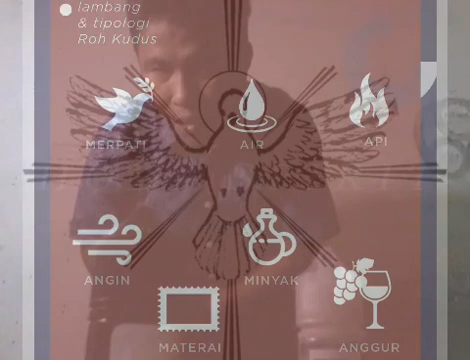 lambang
& tipologi
Roh Kudus
MERPATI
AIR
API
ANGIN
MINYAK
MATERAI
ANGGUR